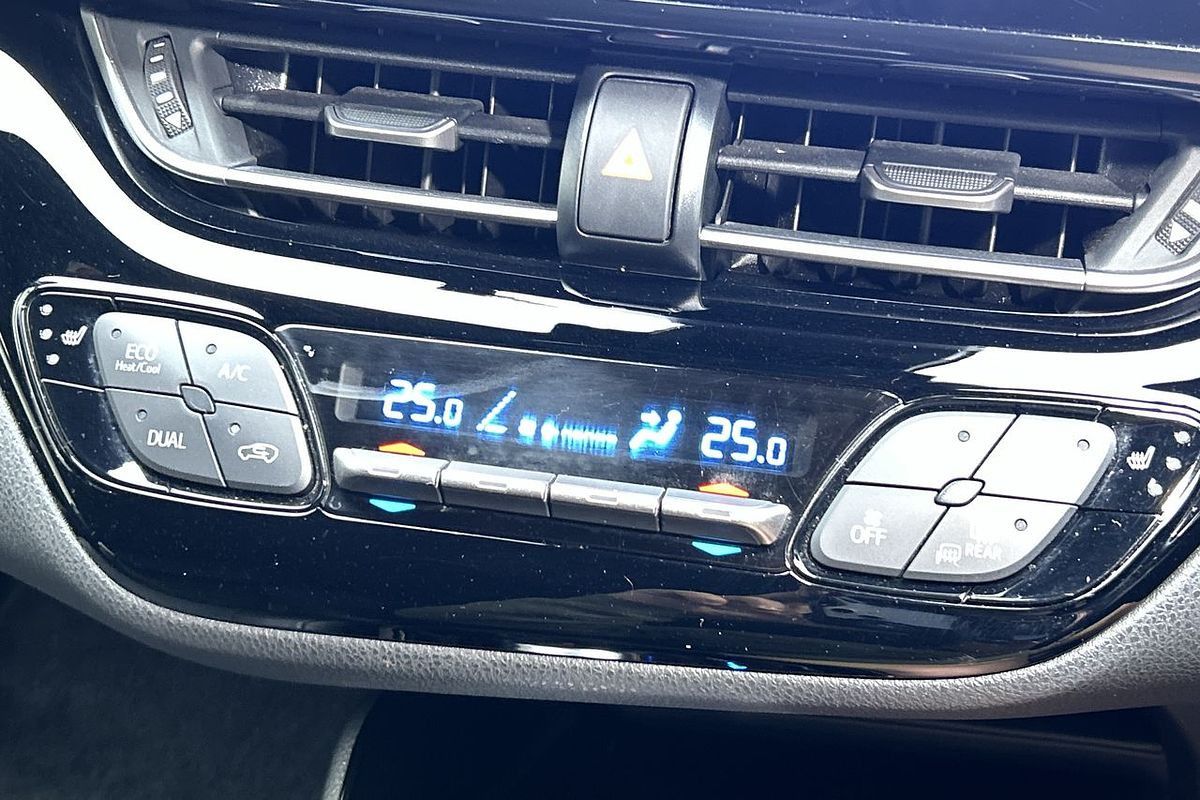 ECO
Heat/Cool
A/C
DUAL
25.0
25.0
OFF
REAR